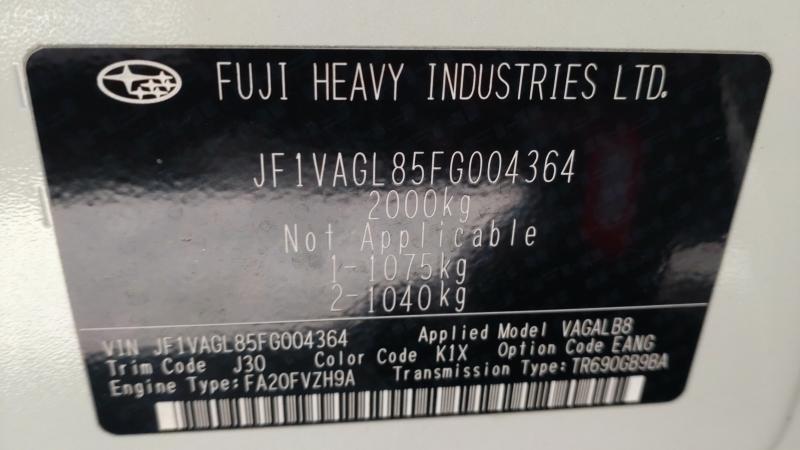 FUJI HEAVY INDUSTRIES LTD.
JF1VAGL85FG004364
2000kg
Not Applicable
1-1075kg
2-1040kg
VIN JF1VAGL85FG004364 Applied Model VAGALB8
Trim Code J30 Color Code K1X Option Code EANG
Engine Type:FA20FVZH9A Transmission Type:TR690GB9BA